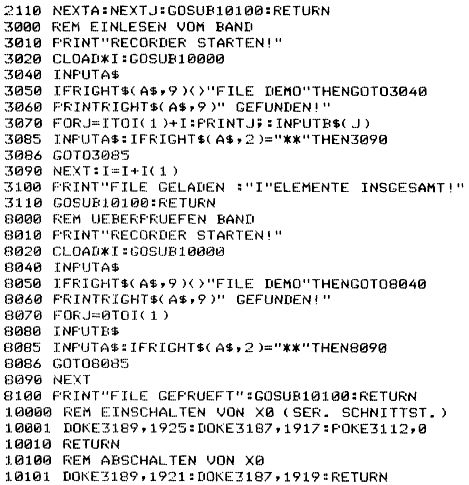 2110 NEXTA:NEXTJ:GOSUB10100:RETURN
3000 REM EINLESEN VOM BAND
3010 PRINT"RECORDER STARTEN!"
3020 CLOAD*I:GOSUB10000
3040 INPUTA$
3050 IFRIGHT$(A$,9)<>"FILE DEMO"THENGOTO3040
3060 PRINTRIGHT$(A$,9)" GEFUNDEN!"
3070 FORJ=ITOI(1)+I:PRINTJ;:INPUTB$(J)
3085 INPUTA$:IFRIGHT$(A$,2)="**"THEN3090
3086 GOTO3085
3090 NEXT:I=I+I(1)
3100 PRINT"FILE GELADEN :"I"ELEMENTE INSGESAMT!"
3110 GOSUB10100:RETURN
8000 REM UEBERPRUEFEN BAND
8010 PRINT"RECORDER STARTEN!"
8020 CLOAD*I:GOSUB10000
8040 INPUTA$
8050 IFRIGHT$(A$,9)<>"FILE DEMO"THENGOTO8040
8060 PRINTRIGHT$(A$,9)" GEFUNDEN!"
8070 FORJ=0TOI(1)
8080 INPUTB$
8085 INPUTA$:IFRIGHT$(A$,2)="**"THEN8090
8086 GOTO8085
8090 NEXT
8100 PRINT"FILE GEPRUEFT":GOSUB10100:RETURN
10000 REM EINSCHALTEN VON X0 (SER. SCHNITTST.)
10001 DOKE3189,1925:DOKE3187,1917:POKE3112,0
10010 RETURN
10100 REM ABSCHALTEN VON X0
10101 DOKE3189,1921:DOKE3187,1919:RETURN